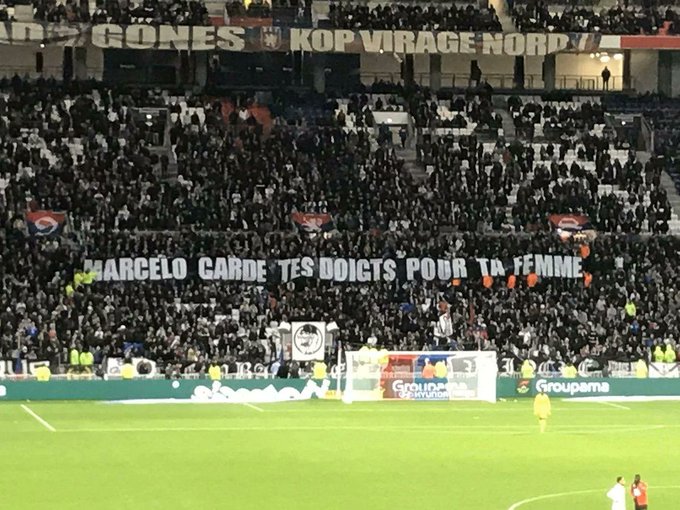 GONES KOP VIRAGE NORD
MARCELO GARDE TES DOIGTS POUR TA FEMME
Groupama
HYUNDAI
Groupama